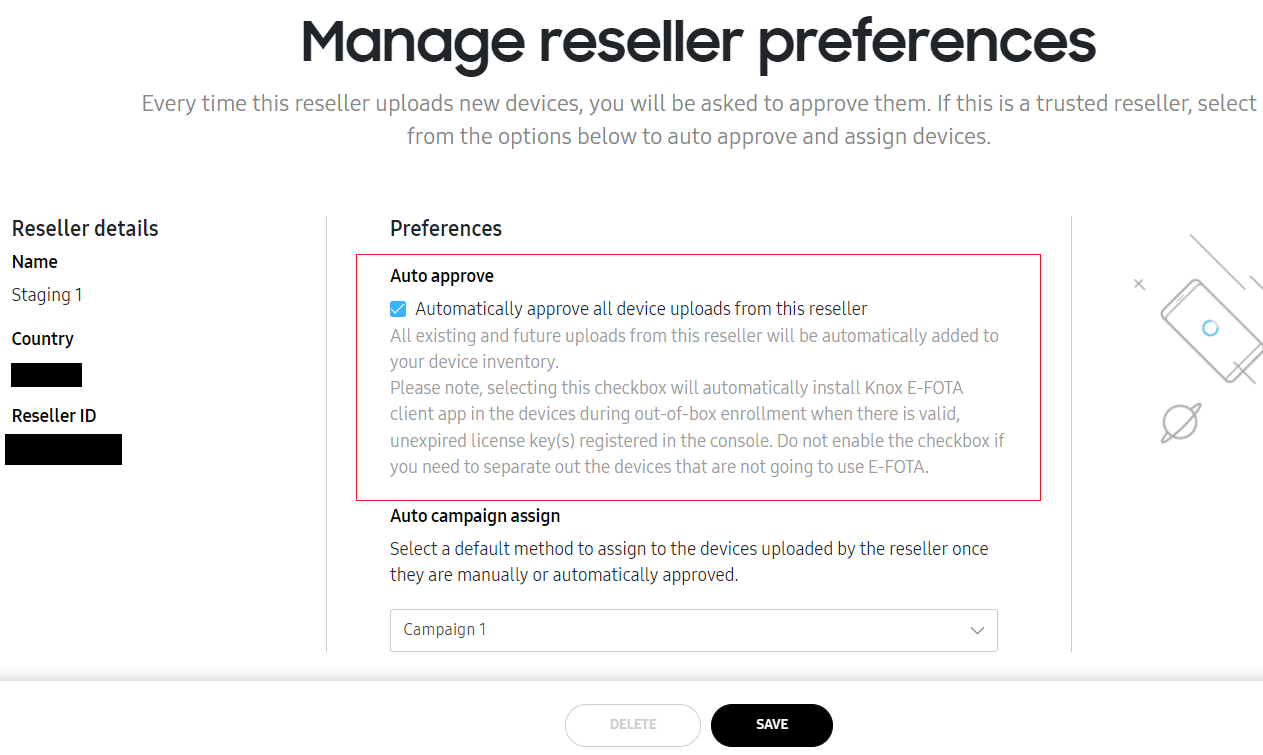 Manage reseller preferences
Every time this reseller uploads new devices, you will be asked to approve them. If this is a trusted reseller, select
from the options below to auto approve and assign devices.
Reseller details
Name
Staging 1
Country
Reseller ID
Preferences
Auto approve
Automatically approve all device uploads from this reseller
All existing and future uploads from this reseller will be automatically added to
your device inventory.
Please note, selecting this checkbox will automatically install Knox E-FOTA
client app in the devices during out-of-box enrollment when there is valid,
unexpired license key(s) registered in the console. Do not enable the checkbox if
you need to separate out the devices that are not going to use E-FOTA.
Auto campaign assign
Select a default method to assign to the devices uploaded by the reseller once
they are manually or automatically approved.
Campaign 1
DELETE
SAVE